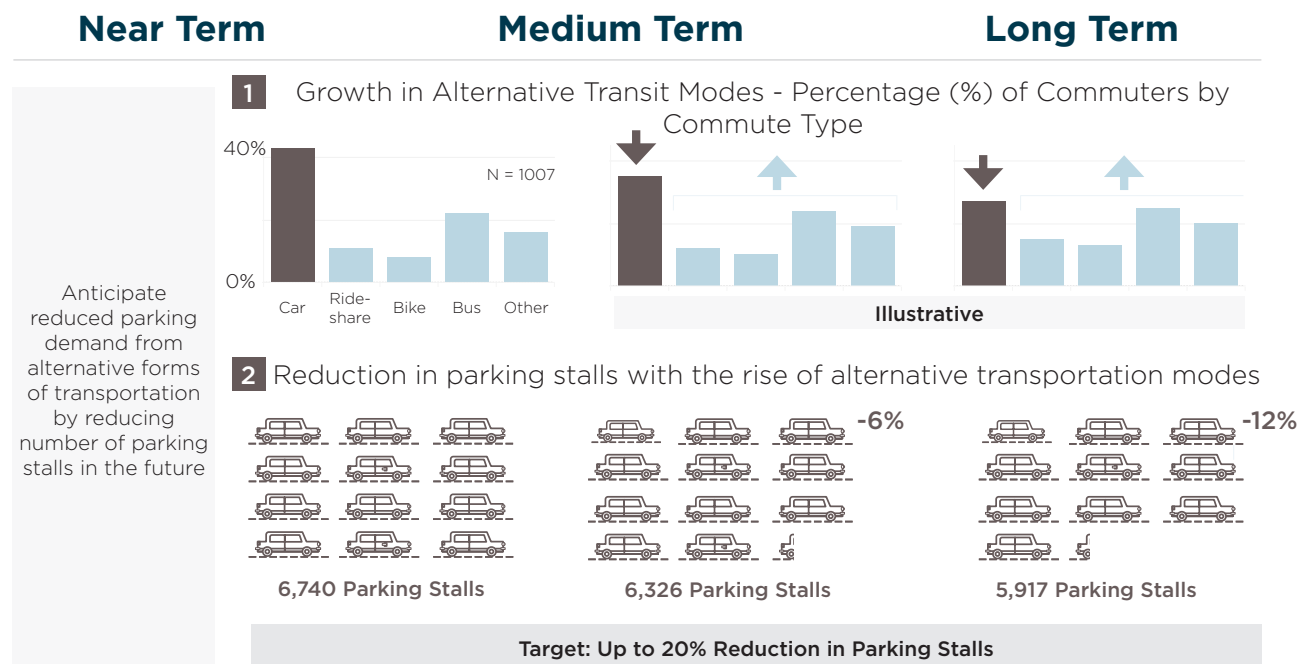 Near Term
Medium Term
Long Term
Anticipate
reduced parking
demand from
alternative forms
of transportation
by reducing
number of parking
stalls in the future
1 Growth in Alternative Transit Modes - Percentage (%) of Commuters by
Commute Type
40%
N = 1007
0%
Car
Ride-
share
Bike
Bus
Other
Illustrative
2 Reduction in parking stalls with the rise of alternative transportation modes
-6%
-12%
6,740 Parking Stalls
6,326 Parking Stalls
5,917 Parking Stalls
Target: Up to 20% Reduction in Parking Stalls